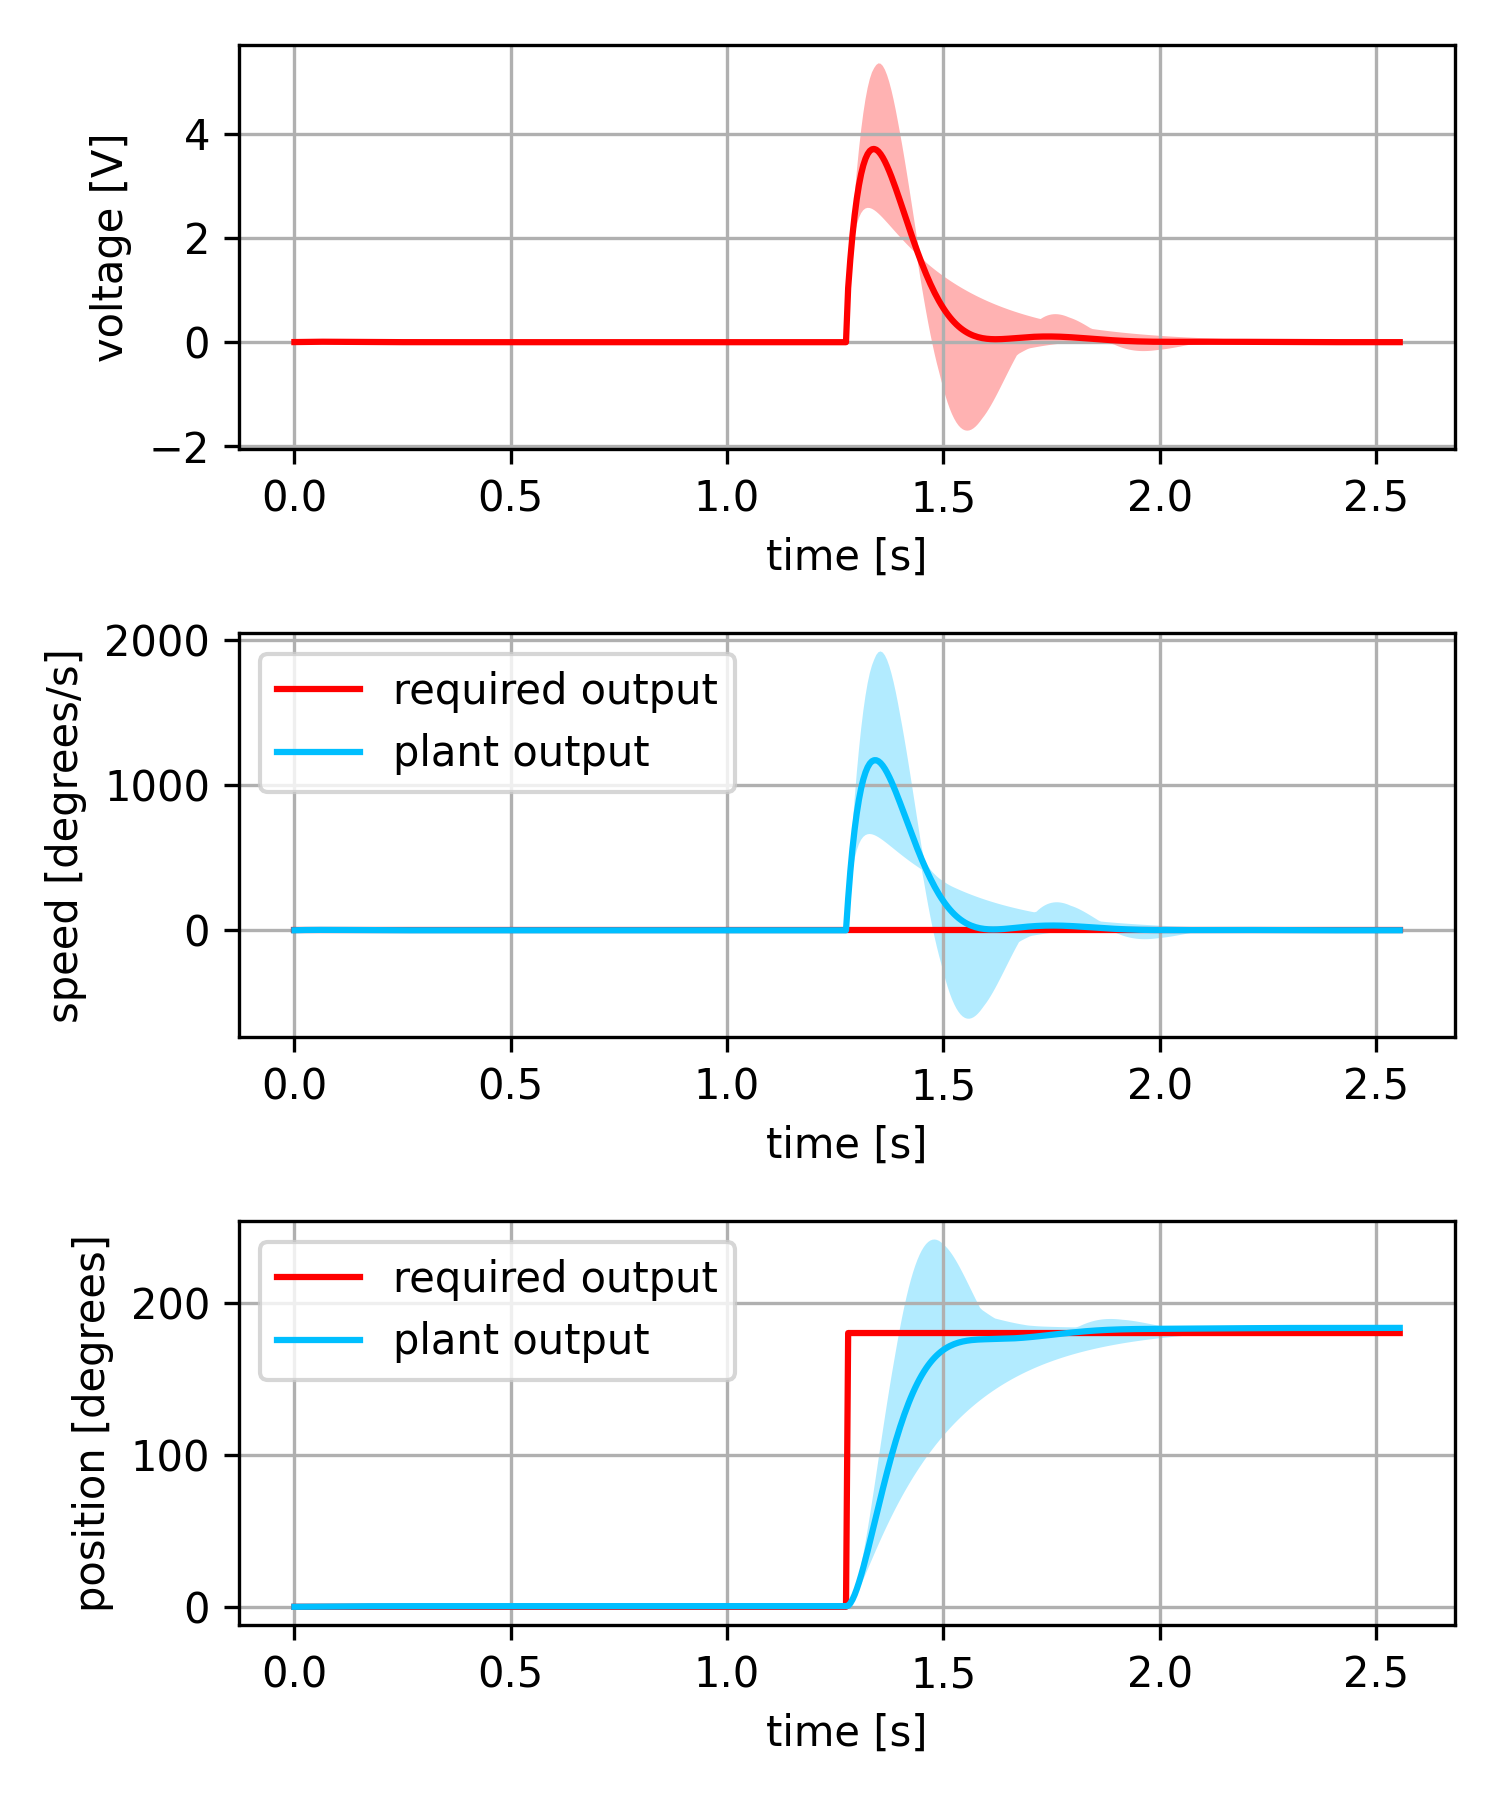 voltage [V]
4
2
0
−2
0.0 0.5 1.0 1.5 2.0 2.5
time [s]
speed [degrees/s]
2000
1000
0
required output
plant output
0.0 0.5 1.0 1.5 2.0 2.5
time [s]
position [degrees]
200
100
0
required output
plant output
0.0 0.5 1.0 1.5 2.0 2.5
time [s]